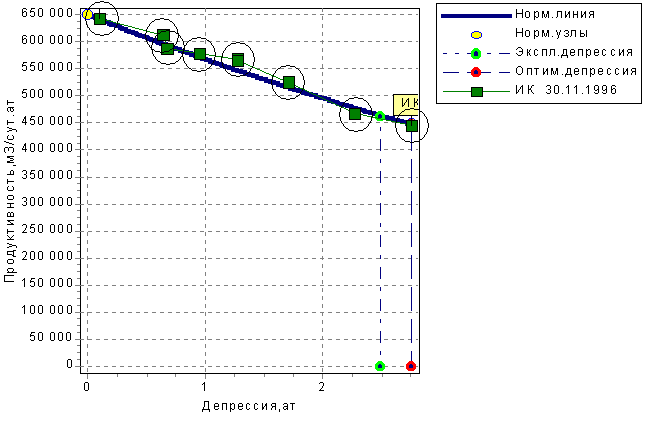 650 000
600 000
550 000
500 000
450 000
400 000
350 000
300 000
250 000
200 000
150 000
100 000
50 000
0
Продуктивность,м3/сут.ат
0 1 2
Депрессия,ат
ИК
Норм.линия
Норм.узлы
Экспл.депрессия
Оптим.депрессия
ИК 30.11.1996